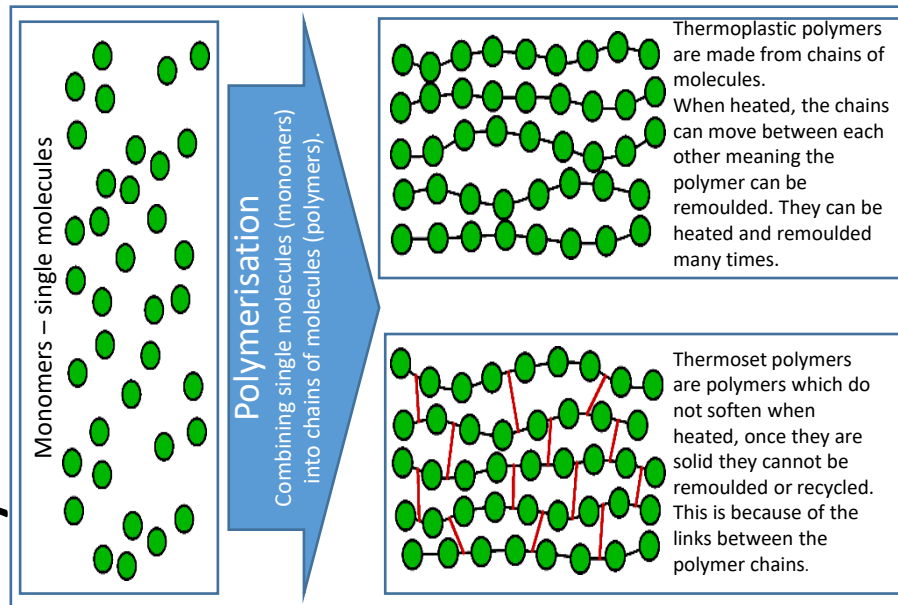 Monomers – single molecules
Polymerisation
Combining single molecules (monomers)
into chains of molecules (polymers).
Thermoplastic polymers
are made from chains of
molecules.
When heated, the chains
can move between each
other meaning the
polymer can be
remoulded. They can be
heated and remoulded
many times.
Thermoset polymers
are polymers which do
not soften when
heated, once they are
solid they cannot be
remoulded or recycled.
This is because of the
links between the
polymer chains.